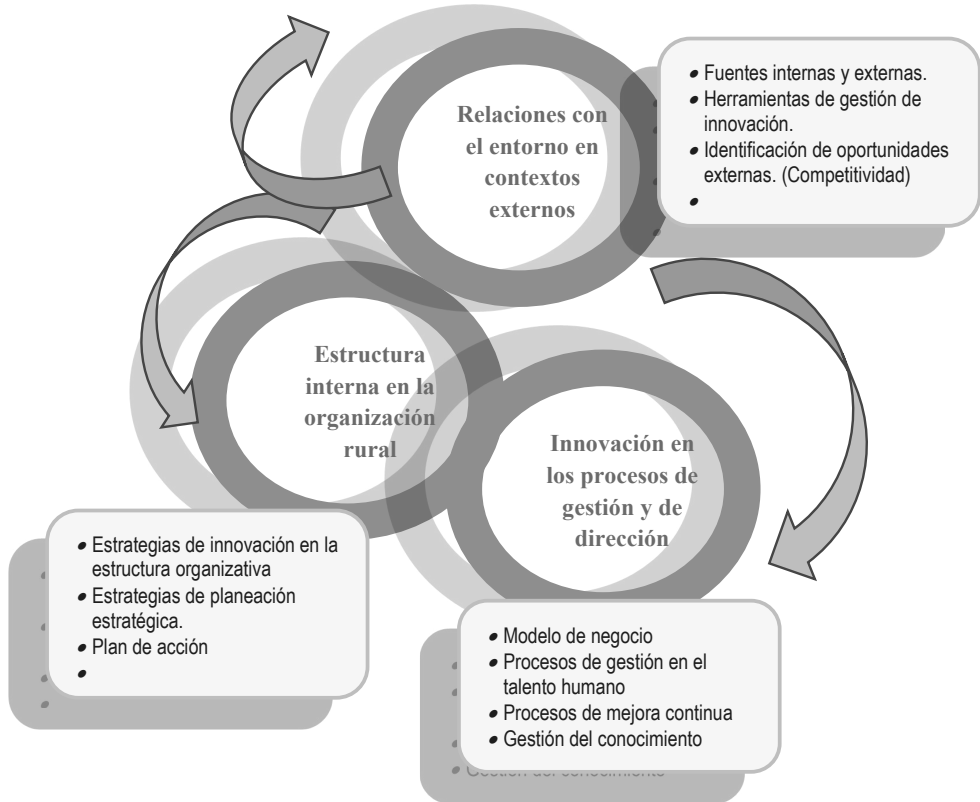 Relaciones con
el entorno en
contextos
externos
• Fuentes internas y externas.
• Herramientas de gestión de
innovación.
• Identificación de oportunidades
externas. (Competitividad)
•
Estructura
interna en la
organización
rural
Innovación en
los procesos de
gestión y de
dirección
• Estrategias de innovación en la
estructura organizativa
• Estrategias de planeación
estratégica.
• Plan de acción
•
• Modelo de negocio
• Procesos de gestión en el
talento humano
• Procesos de mejora continua
• Gestión del conocimiento
• Gestión del conocimiento